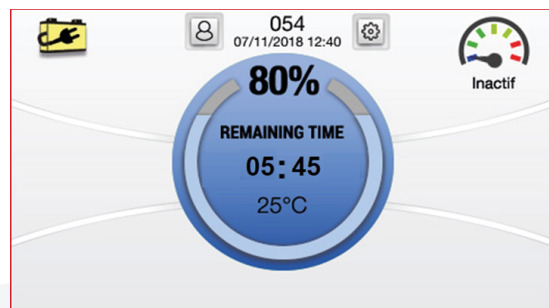 054
07/11/2018 12:40
Inactif
80%
REMAINING TIME
05:45
25°C